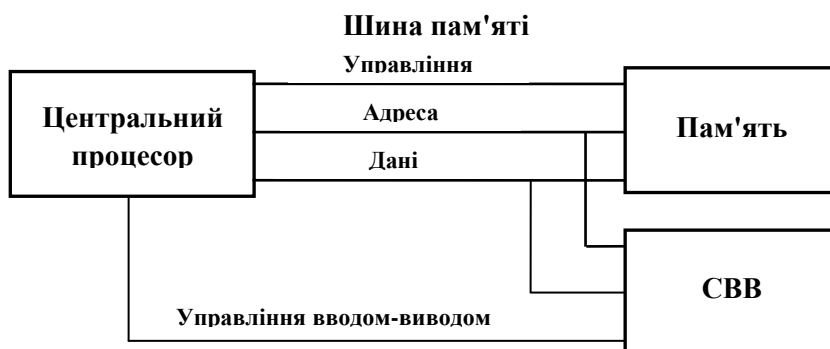 Шина пам'яті
Управління
Центральний
процесор
Адреса
Пам'ять
Дані
СВВ
Управління вводом-виводом